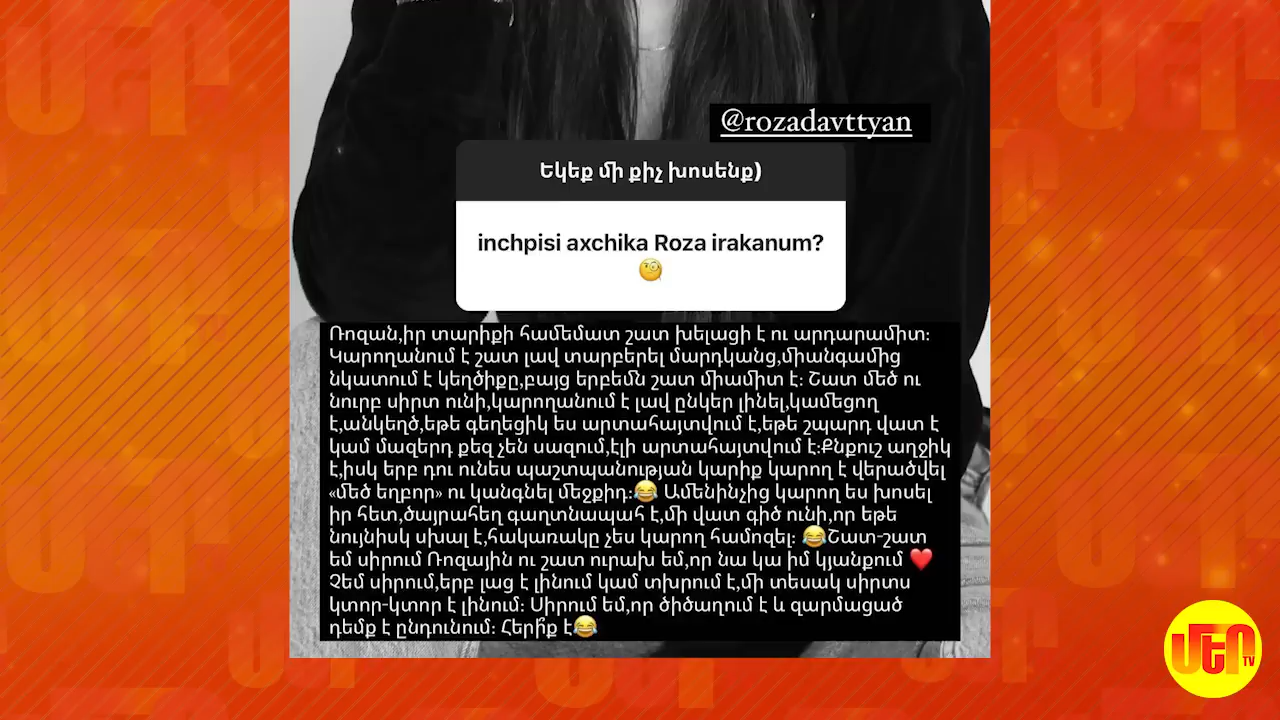 @rozadavttyan
Եկեք մի քիչ խոսենք)
inchpisi axchika Roza irakanum?
🧐
Ռոզան,իր տարիքի համեմատ շատ խելացի է ու արդարամիտ:
Կարողանում է շատ լավ տարբերել մարդկանց,միանգամից
նկատում է կեղծիքը,բայց երբեմն շատ միամիտ է: Շատ մեծ ու
նուրբ սիրտ ունի,կարողանում է լավ ընկեր լինել,կամեցող
է,անկեղծ,եթե գեղեցիկ ես արտահայտվում է,եթե շպարդ վատ է
կամ մազերդ քեզ չեն սազում,էլի արտահայտվում է:Քնքուշ աղջիկ
է,իսկ երբ դու ունես պաշտպանության կարիք կարող է վերածվել
«մեծ եղբոր» ու կանգնել մեջքիդ:😂 Ամենինչից կարող ես խոսել
իր հետ,ծայրահեղ գաղտնապահ է,մի վատ գիծ ունի,որ եթե
նույնիսկ սխալ է,հակառակը չես կարող համոզել: 😂Շատ-շատ
եմ սիրում Ռոզային ու շատ ուրախ եմ,որ նա կա իմ կյանքում ❤️
Չեմ սիրում,երբ լաց է լինում կամ տխրում է,մի տեսակ սիրտս
կտոր-կտոր է լինում: Սիրում եմ,որ ծիծաղում է և զարմացած
դեմք է ընդունում: Հերի՞ք է😂
ՄԵՐ TV